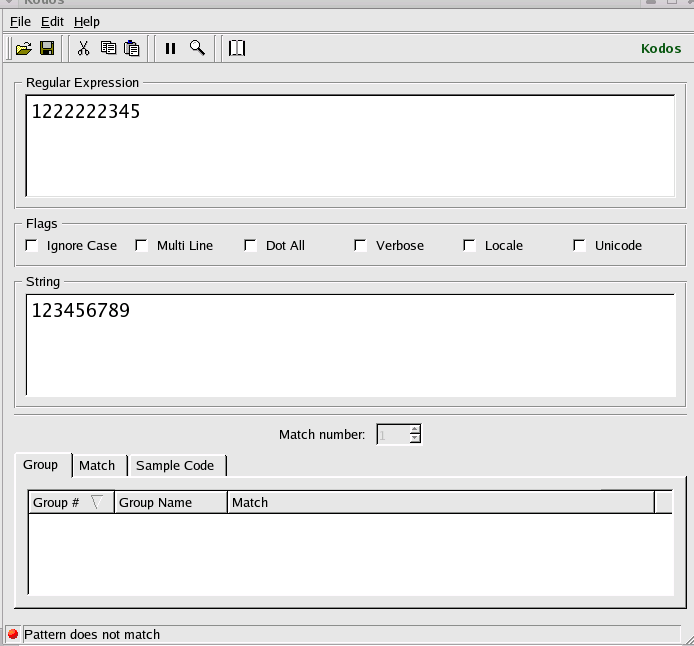 Kodos
File Edit Help
Kodos
Regular Expression
1222222345
Flags
Ignore Case Multi Line Dot All Verbose Locale Unicode
String
123456789
Match number: 1
Group Match Sample Code
Group # Group Name Match
Pattern does not match